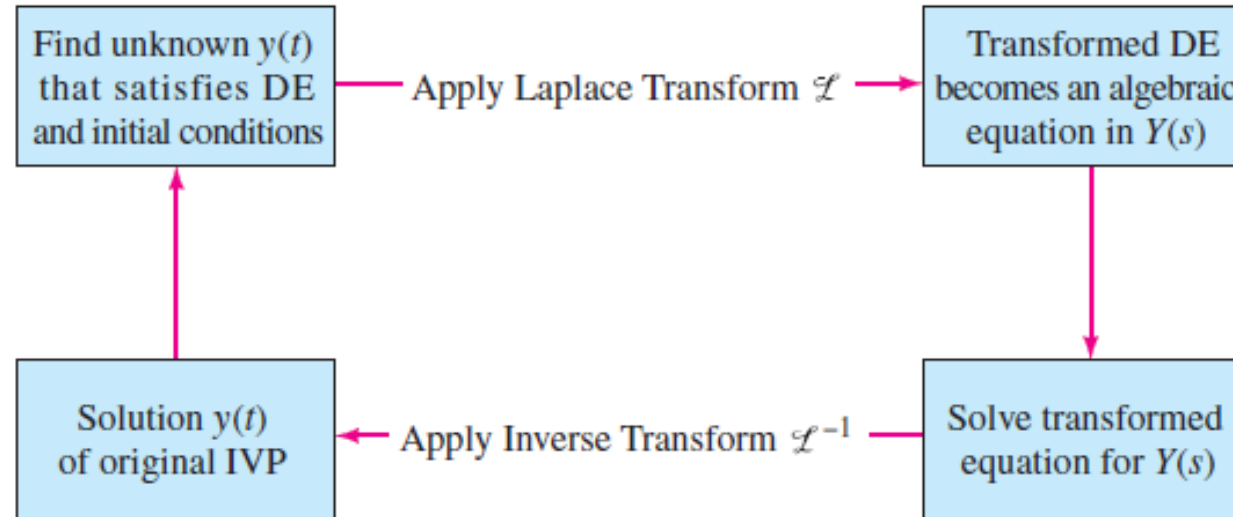 Find unknown y(t)
that satisfies DE
and initial conditions
Apply Laplace Transform ℒ
Transformed DE
becomes an algebraic
equation in Y(s)
Solution y(t)
of original IVP
Apply Inverse Transform ℒ⁻¹
Solve transformed
equation for Y(s)